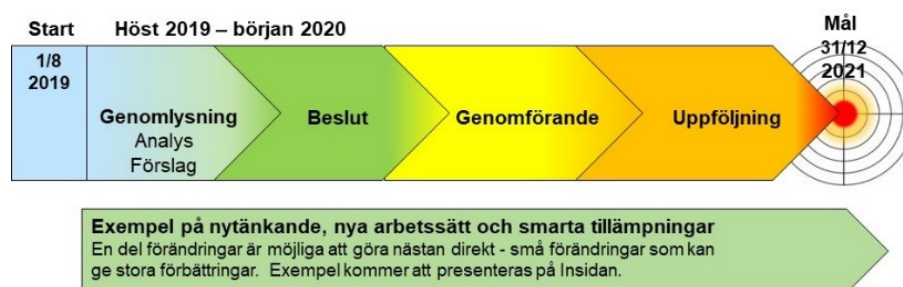 Start
Höst 2019 – början 2020
Mål
31/12
2021
1/8
2019
Genomlysning
Analys
Förslag
Beslut
Genomförande
Uppföljning
Exempel på nytänkande, nya arbetssätt och smarta tillämpningar
En del förändringar är möjliga att göra nästan direkt - små förändringar som kan
ge stora förbättringar. Exempel kommer att presenteras på Insidan.